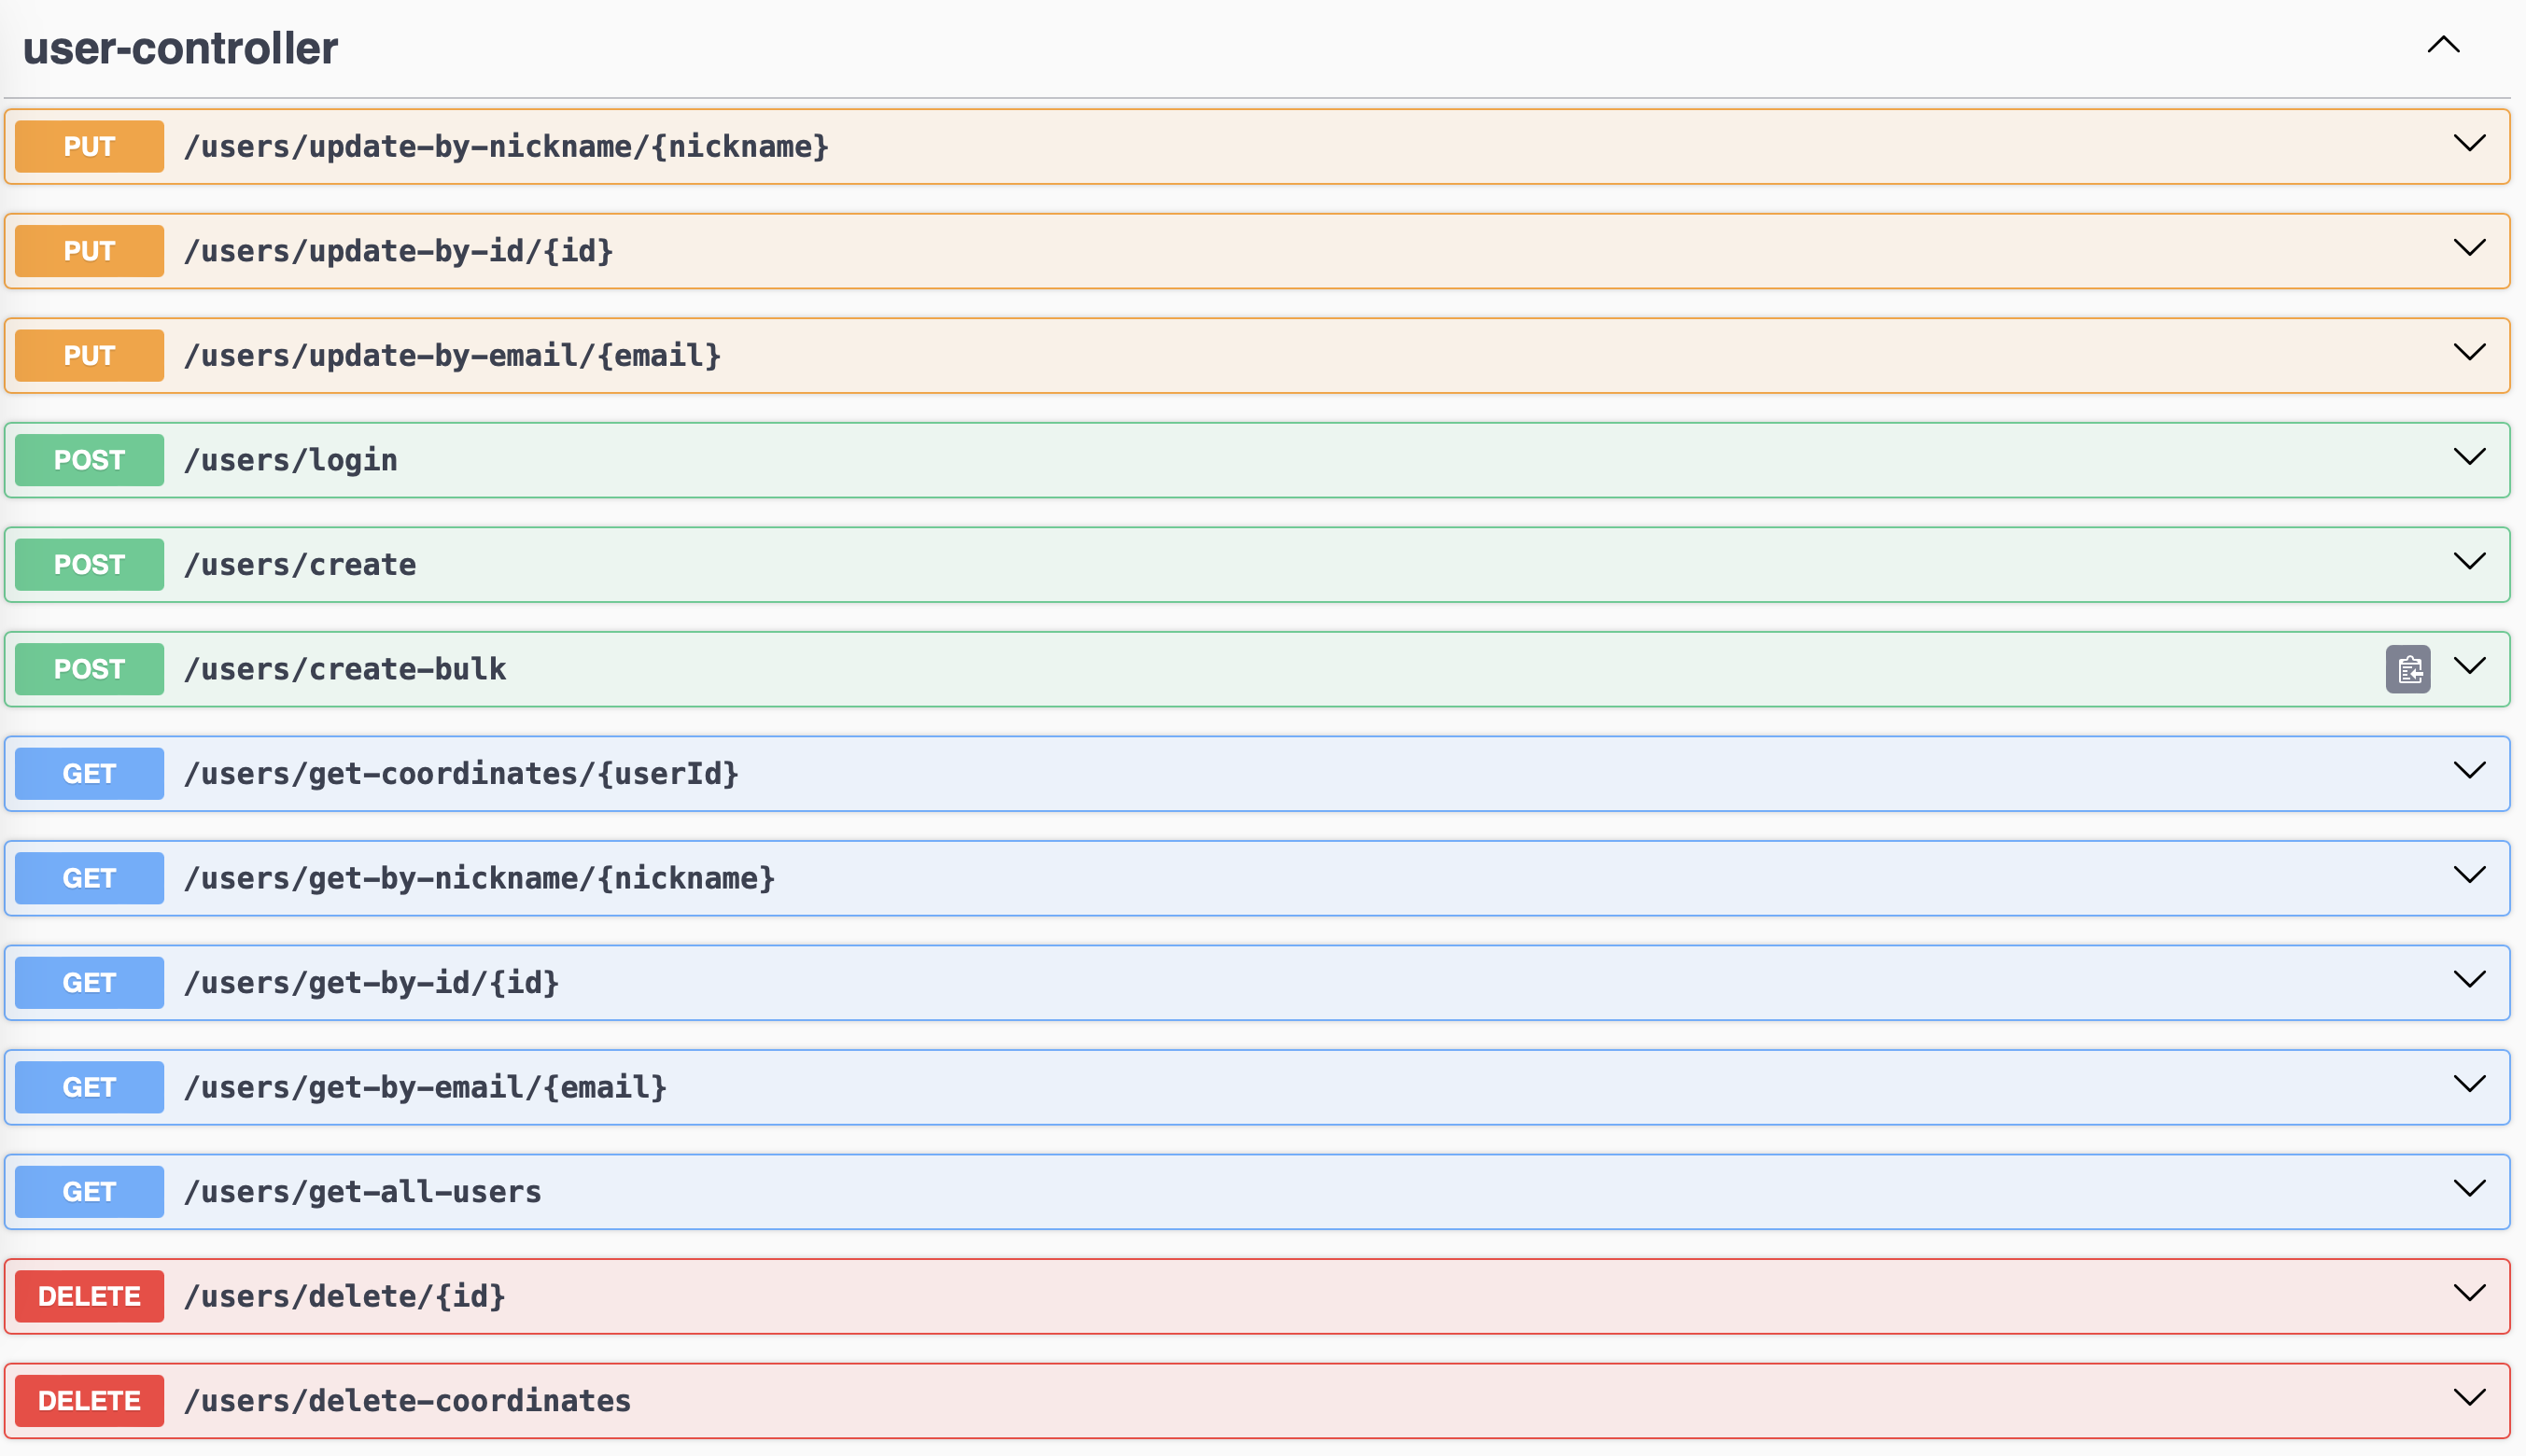 user-controller
PUT /users/update-by-nickname/{nickname}
PUT /users/update-by-id/{id}
PUT /users/update-by-email/{email}
POST /users/login
POST /users/create
POST /users/create-bulk
GET /users/get-coordinates/{userId}
GET /users/get-by-nickname/{nickname}
GET /users/get-by-id/{id}
GET /users/get-by-email/{email}
GET /users/get-all-users
DELETE /users/delete/{id}
DELETE /users/delete-coordinates